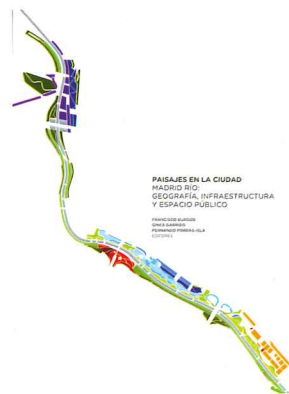 PAISAJES EN LA CIUDAD
MADRID RÍO:
GEOGRAFÍA, INFRAESTRUCTURA
Y ESPACIO PÚBLICO
FRANCISCO BURGOS
GINÉS GARRIDO
FERNANDO PORRAS-ISLA
EDITORES